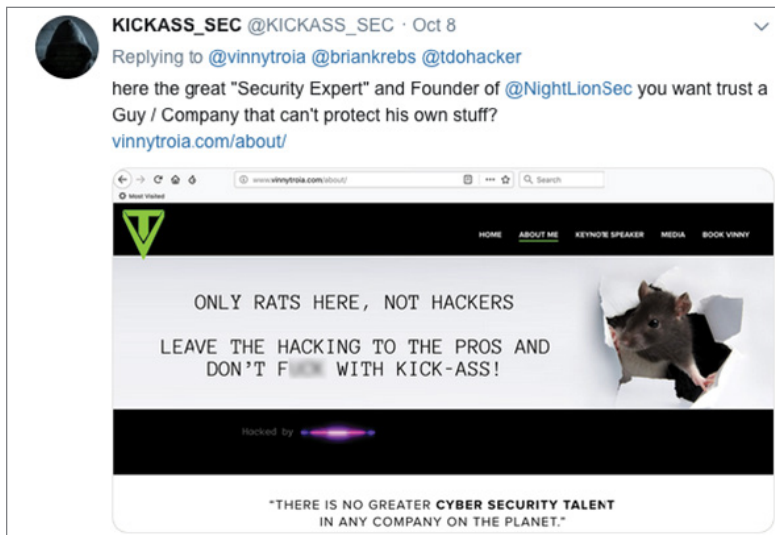 KICKASS_SEC @KICKASS_SEC · Oct 8
Replying to @vinnytroia @briankrebs @tdohacker
here the great "Security Expert" and Founder of @NightLionSec you want trust a
Guy / Company that can't protect his own stuff?
vinnytroia.com/about/
www.vinnytroia.com/about/
Search
Most Visited
HOME ABOUT ME KEYNOTE SPEAKER MEDIA BOOK VINNY
ONLY RATS HERE, NOT HACKERS
LEAVE THE HACKING TO THE PROS AND
DON'T F WITH KICK-ASS!
Hacked by
"THERE IS NO GREATER CYBER SECURITY TALENT
IN ANY COMPANY ON THE PLANET."